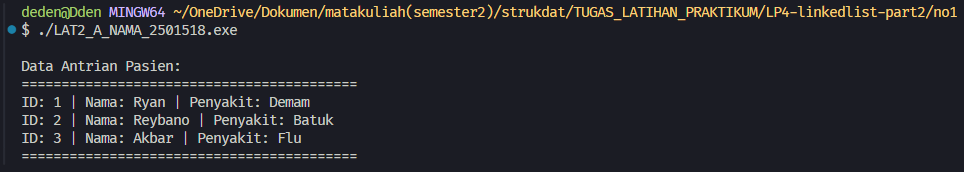 deden@Dden MINGW64 ~/OneDrive/Dokumen/matakuliah(semester2)/strukdat/TUGAS_LATIHAN_PRAKTIKUM/LP4-linkedlist-part2/no1
$ ./LAT2_A_NAMA_2501518.exe
Data Antrian Pasien:
=========================================
ID: 1 | Nama: Ryan | Penyakit: Demam
ID: 2 | Nama: Reybano | Penyakit: Batuk
ID: 3 | Nama: Akbar | Penyakit: Flu
=========================================